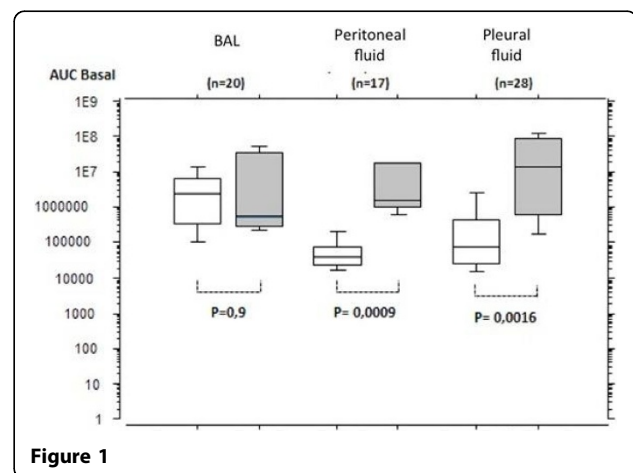 BAL
Peritoneal
fluid
Pleural
fluid
AUC Basal
(n=20)
(n=17)
(n=28)
1E9
1E8
1E7
1000000
100000
10000
1000
100
10
1
P=0,9
P= 0,0009
P= 0,0016
Figure 1